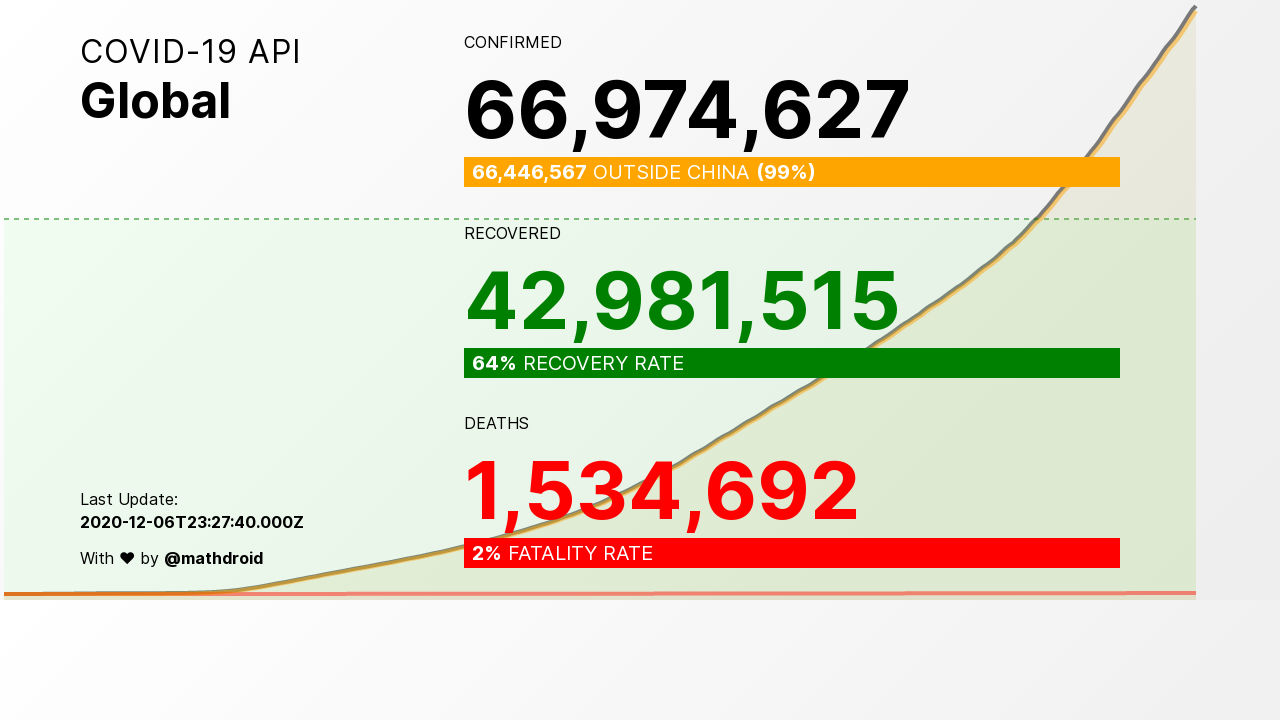 COVID-19 API
Global
CONFIRMED
66,974,627
66,446,567 OUTSIDE CHINA (99%)
RECOVERED
42,981,515
64% RECOVERY RATE
DEATHS
1,534,692
2% FATALITY RATE
Last Update:
2020-12-06T23:27:40.000Z
With ♥ by @mathdroid